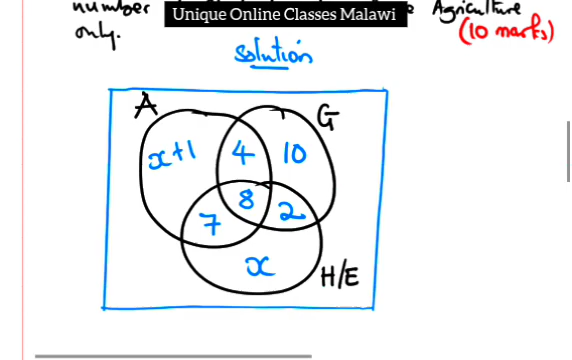 number
Unique Online Classes Malawi
Agriculture
only.
(10 marks)
solution
A
G
x+1 4 10
8
7 2
x
H/E